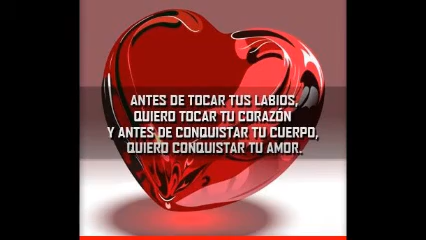 ANTES DE TOCAR TUS LABIOS,
QUIERO TOCAR TU CORAZÓN
Y ANTES DE CONQUISTAR TU CUERPO,
QUIERO CONQUISTAR TU AMOR.